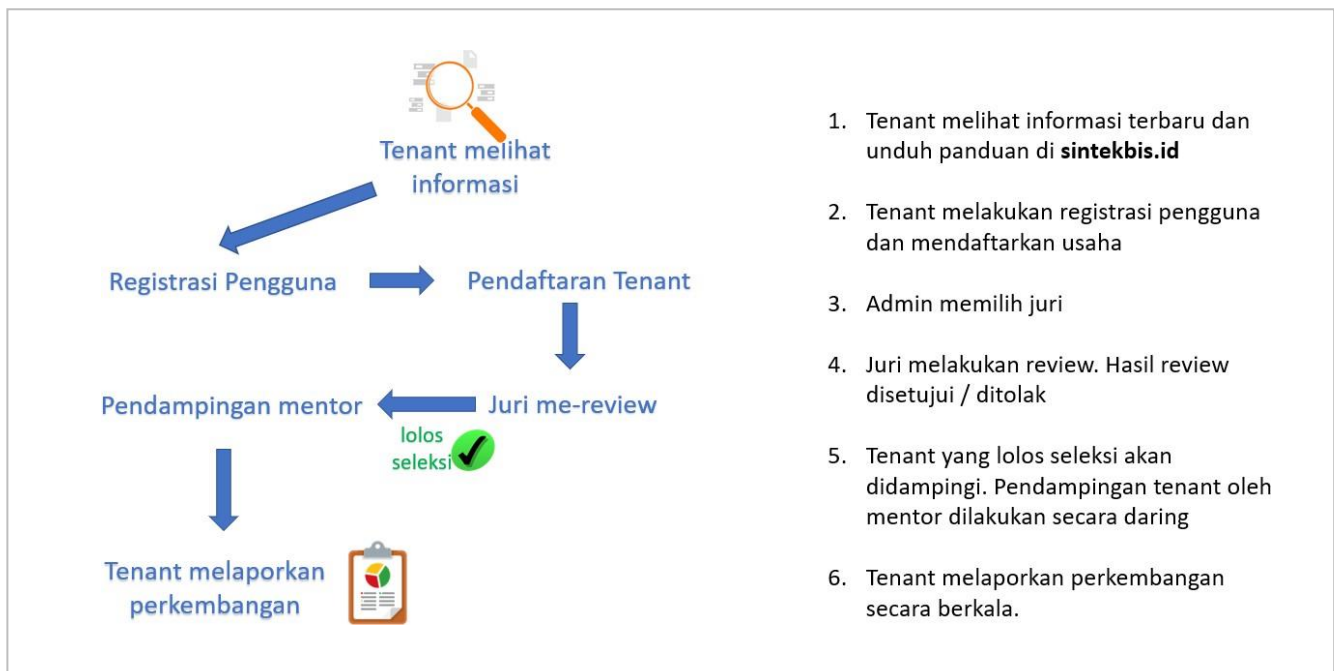 Tenant melihat
informasi
Registrasi Pengguna
Pendaftaran Tenant
Pendampingan mentor
Juri me-review
lolos
seleksi
Tenant melaporkan
perkembangan
1. Tenant melihat informasi terbaru dan
unduh panduan di sintekbis.id
2. Tenant melakukan registrasi pengguna
dan mendaftarkan usaha
3. Admin memilih juri
4. Juri melakukan review. Hasil review
disetujui / ditolak
5. Tenant yang lolos seleksi akan
didampingi. Pendampingan tenant oleh
mentor dilakukan secara daring
6. Tenant melaporkan perkembangan
secara berkala.